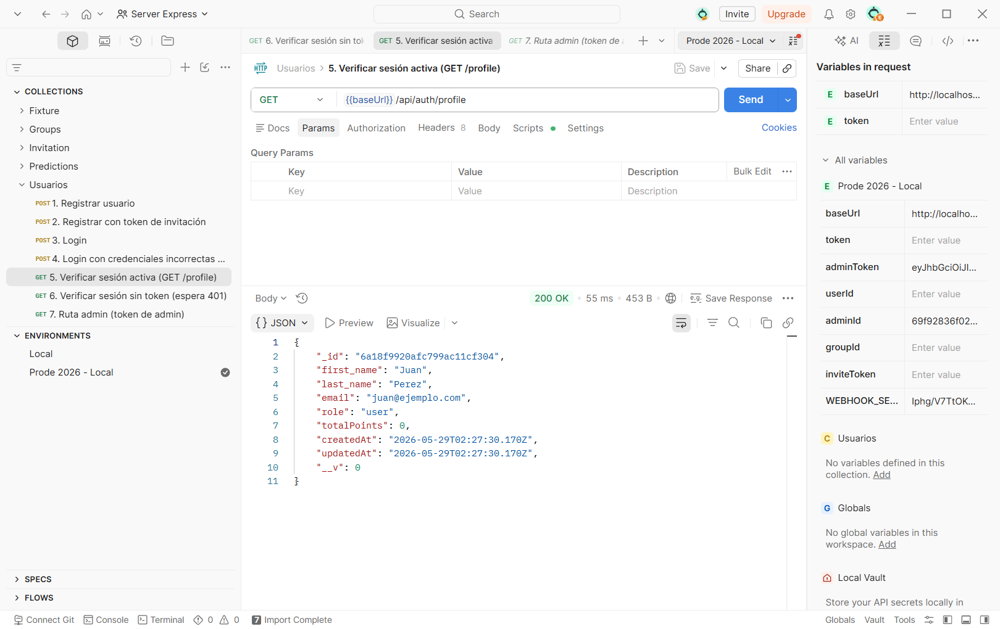 Server Express
Search
Invite
Upgrade
GET 6. Verificar sesión sin tok
GET 5. Verificar sesión activa
GET 7. Ruta admin (token de a
Prode 2026 - Local
AI
HTTP Usuarios > 5. Verificar sesión activa (GET /profile)
Save
Share
Variables in request
COLLECTIONS
Fixture
Groups
Invitation
Predictions
Usuarios
POST 1. Registrar usuario
POST 2. Registrar con token de invitación
POST 3. Login
POST 4. Login con credenciales incorrectas ...
GET 5. Verificar sesión activa (GET /profile)
GET 6. Verificar sesión sin token (espera 401)
GET 7. Ruta admin (token de admin)
ENVIRONMENTS
Local
Prode 2026 - Local
SPECS
FLOWS
GET
{{baseUrl}} /api/auth/profile
Send
Docs Params Authorization Headers 8 Body Scripts Settings
Cookies
Query Params
Key Value Description Bulk Edit
Key Value Description
Body
200 OK • 55 ms • 453 B
e.g. Save Response
{} JSON
Preview
Visualize
1 {
2 "_id": "6a18f9920afc799ac11cf304",
3 "first_name": "Juan",
4 "last_name": "Perez",
5 "email": "juan@ejemplo.com",
6 "role": "user",
7 "totalPoints": 0,
8 "createdAt": "2026-05-29T02:27:30.170Z",
9 "updatedAt": "2026-05-29T02:27:30.170Z",
10 "__v": 0
11 }
E baseUrl http://localhos...
E token Enter value
All variables
E Prode 2026 - Local
baseUrl http://localho...
token Enter value
adminToken eyJhbGciOiJI...
userId Enter value
adminId 69f92836f02...
groupId Enter value
inviteToken Enter value
WEBHOOK_SE... Iphg/V7TtOK...
C Usuarios
No variables defined in this
collection. Add
G Globals
No global variables in this
workspace. Add
Local Vault
Store your API secrets locally in
Connect Git Console Terminal 0 0 7 Import Complete
Globals Vault Tools